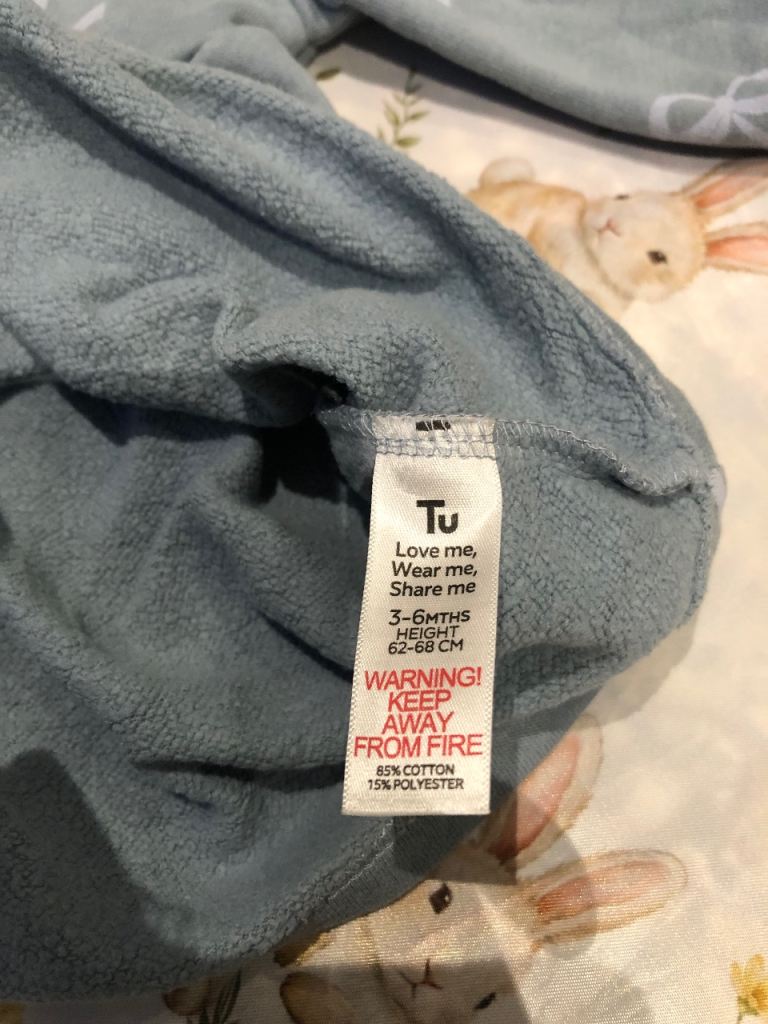 Tu
Love me,
Wear me,
Share me
3-6MTHS
HEIGHT
62-68 CM
WARNING!
KEEP
AWAY
FROM FIRE
85% COTTON
15% POLYESTER